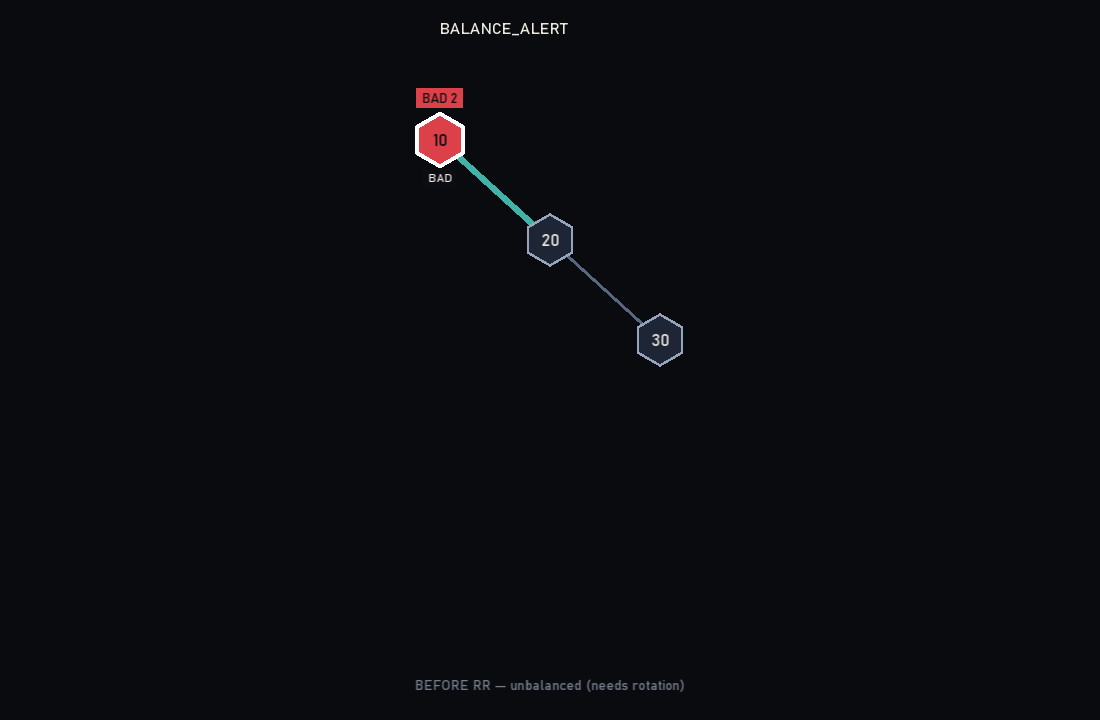 BALANCE_ALERT
BAD 2
10
BAD
20
30
BEFORE RR — unbalanced (needs rotation)